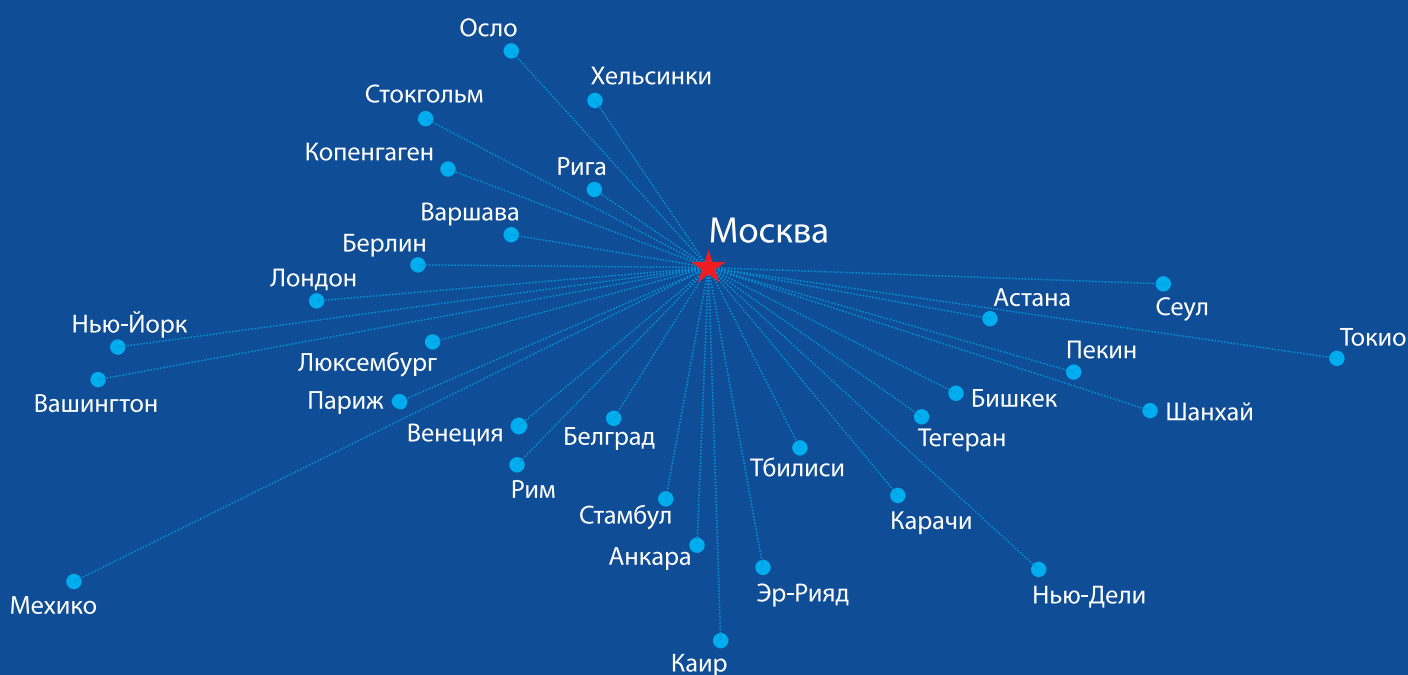 Осло
Хельсинки
Стокгольм
Копенгаген
Рига
Варшава
Москва
Берлин
Лондон
Астана
Сеул
Нью-Йорк
Токио
Люксембург
Пекин
Вашингтон
Париж
Бишкек
Шанхай
Венеция
Белград
Тегеран
Тбилиси
Рим
Стамбул
Карачи
Анкара
Эр-Рияд
Нью-Дели
Мехико
Каир